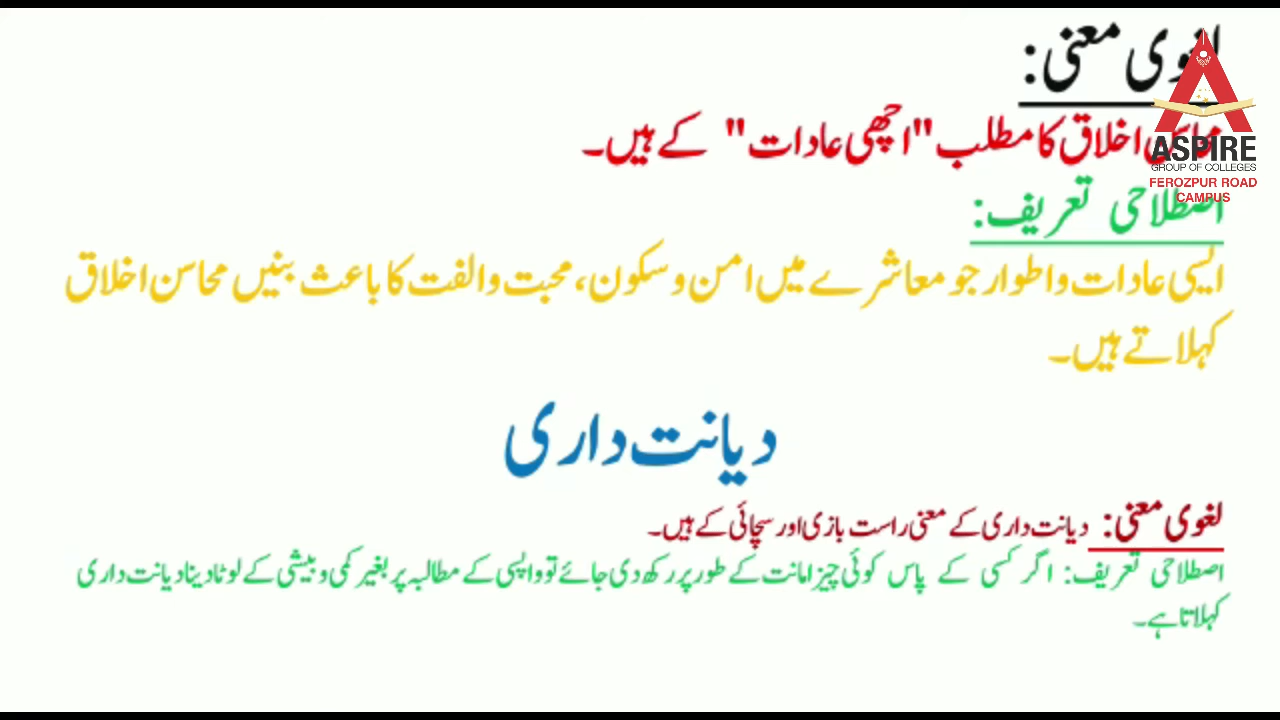 لغوی معنی:
محاسن اخلاق کا مطلب "اچھی عادات" کے ہیں۔
اصطلاحی تعریف:
ایسی عادات و اطوار جو معاشرے میں امن و سکون، محبت و الفت کا باعث بنیں محاسن اخلاق
کہلاتے ہیں۔
دیانت داری
لغوی معنی: دیانت داری کے معنی راست بازی اور سچائی کے ہیں۔
اصطلاحی تعریف: اگر کسی کے پاس کوئی چیز امانت کے طور پر رکھ دی جائے تو واپسی کے مطالبہ پر بغیر کمی و بیشی کے لوٹا دینا دیانت داری
کہلاتا ہے۔
ASPIRE
GROUP OF COLLEGES
FEROZPUR ROAD
CAMPUS